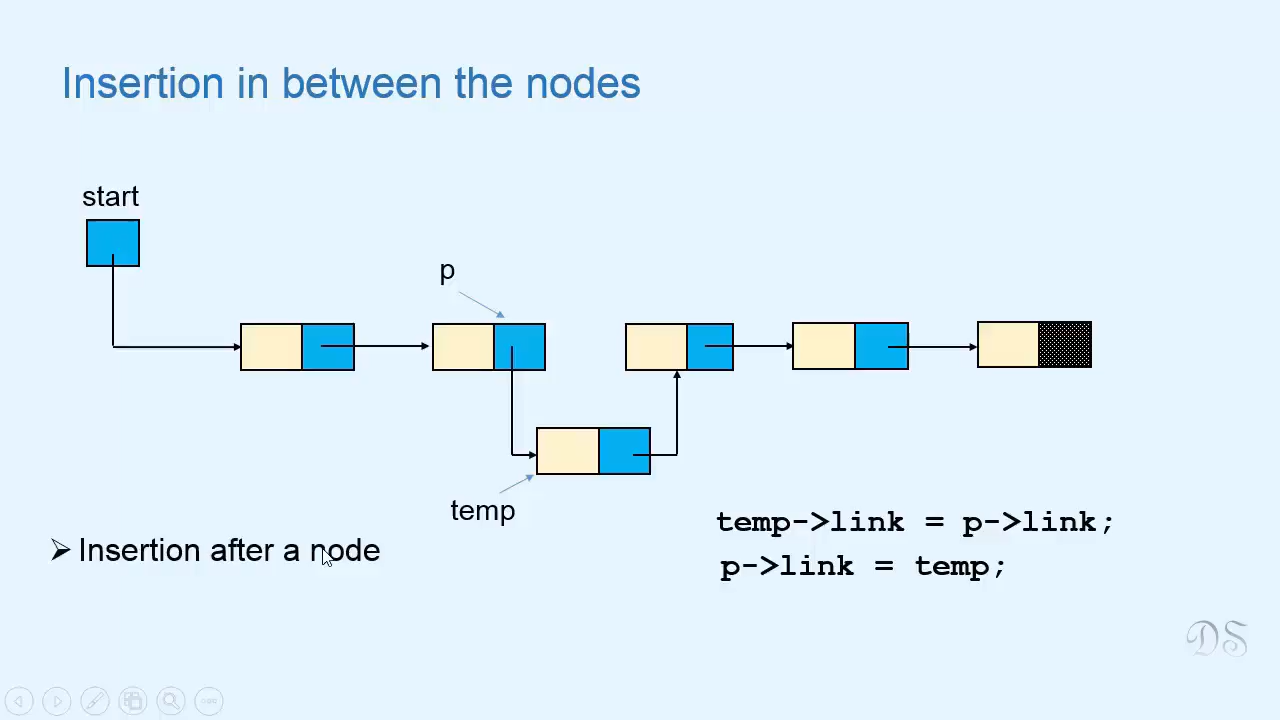 Insertion in between the nodes
start
p
temp
temp->link = p->link;
➢ Insertion after a node
p->link = temp;
DS